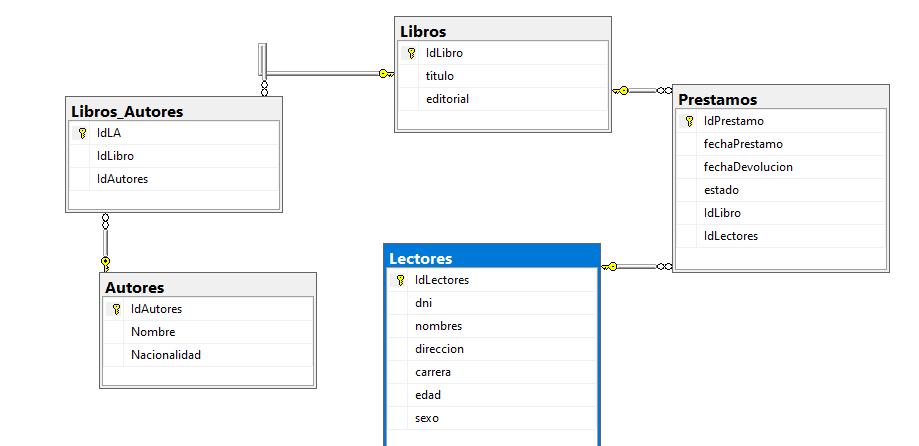 Libros
IdLibro
titulo
editorial
Libros_Autores
IdLA
IdLibro
IdAutores
Prestamos
IdPrestamo
fechaPrestamo
fechaDevolucion
estado
IdLibro
IdLectores
Autores
IdAutores
Nombre
Nacionalidad
Lectores
IdLectores
dni
nombres
direccion
carrera
edad
sexo